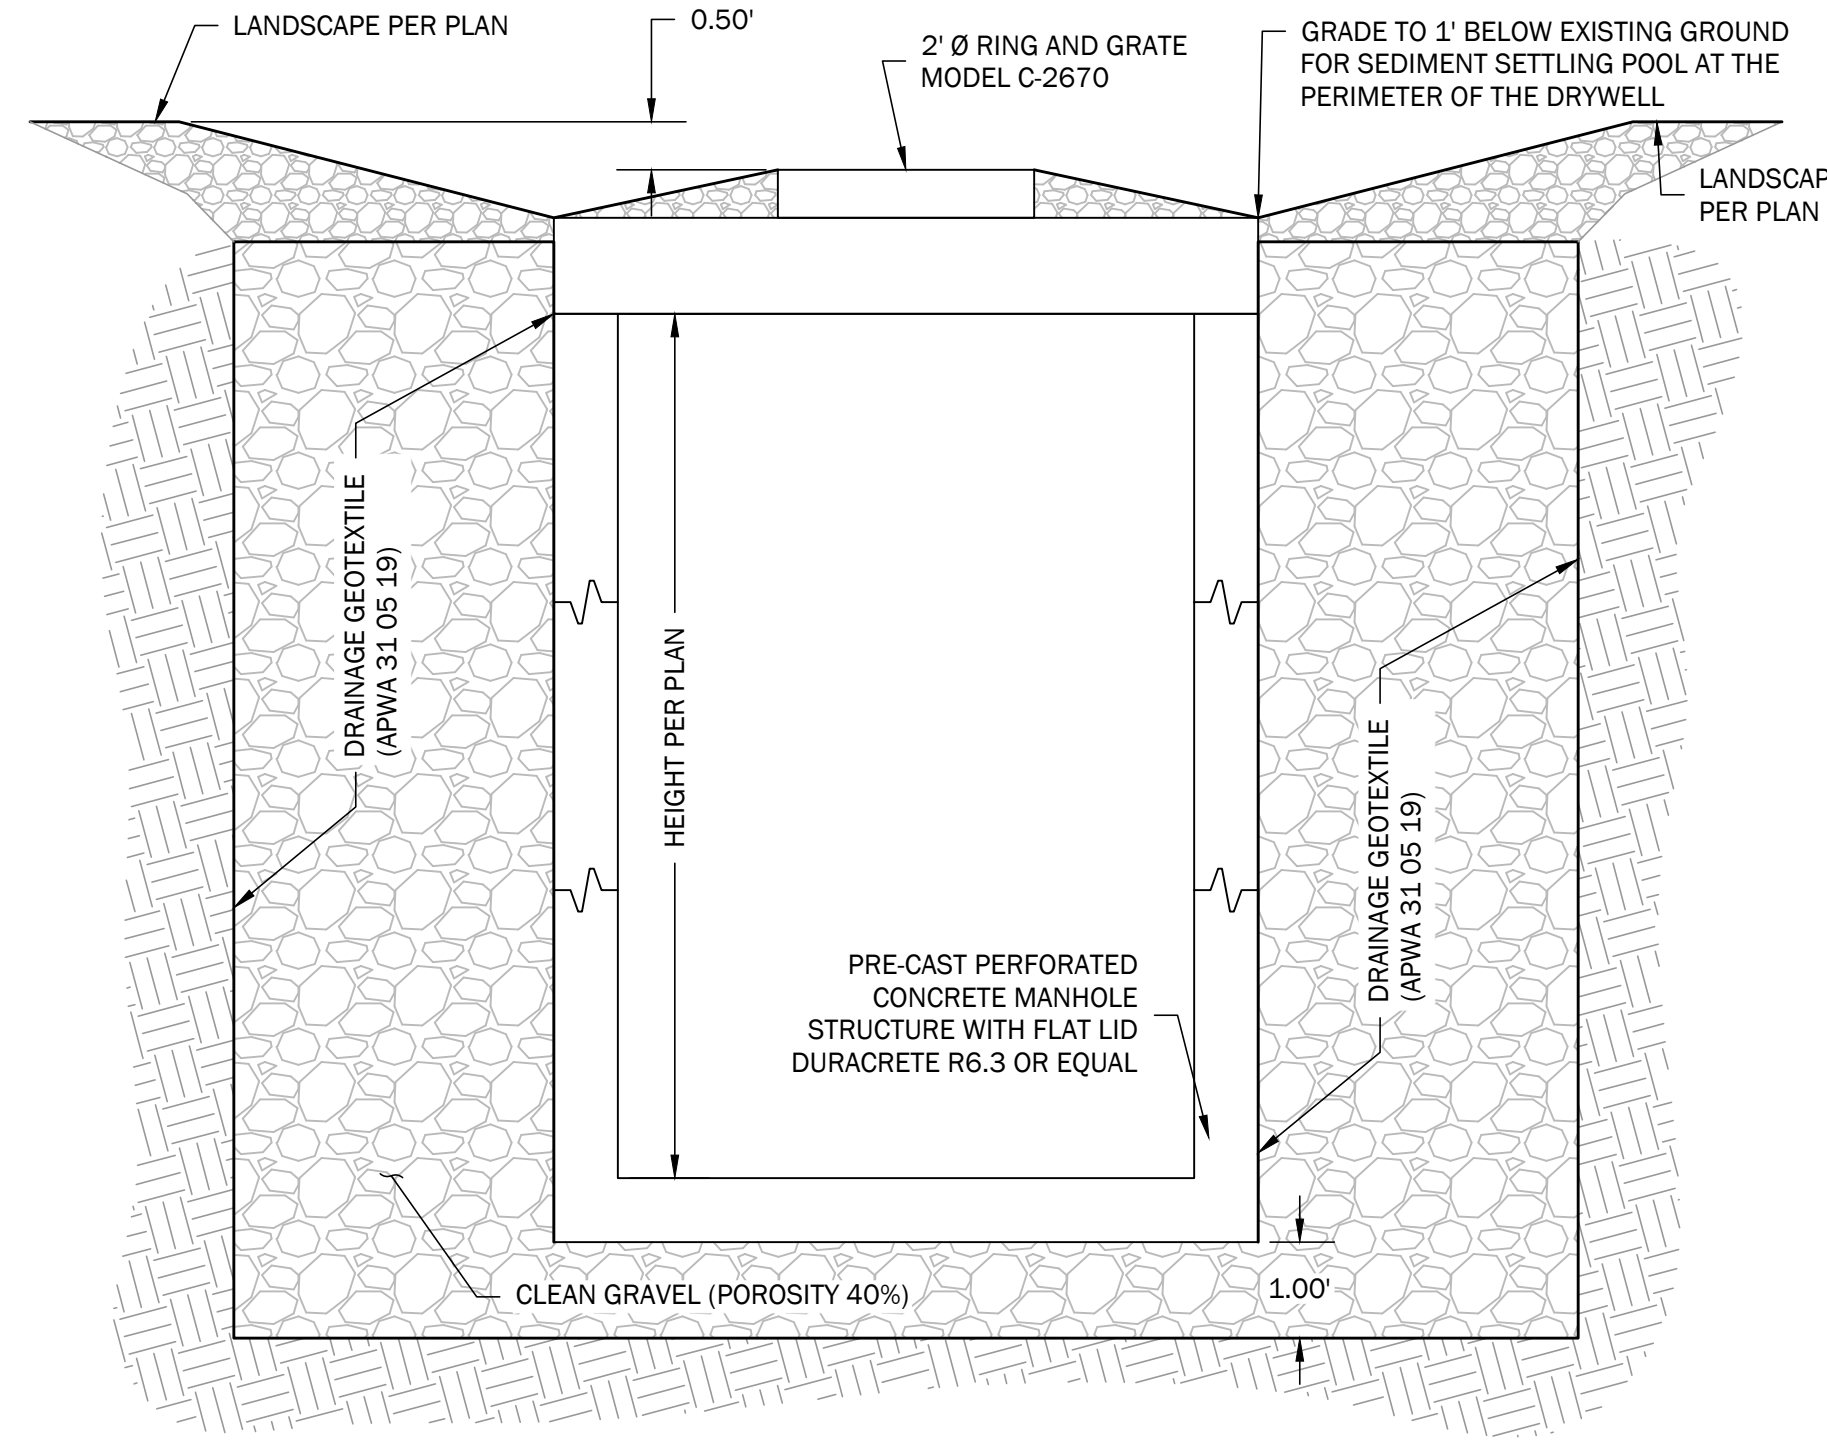 LANDSCAPE PER PLAN
0.50'
2' Ø RING AND GRATE
MODEL C-2670
GRADE TO 1' BELOW EXISTING GROUND
FOR SEDIMENT SETTLING POOL AT THE
PERIMETER OF THE DRYWELL
LANDSCAP
PER PLAN
DRAINAGE GEOTEXTILE
(APWA 31 05 19)
HEIGHT PER PLAN
DRAINAGE GEOTEXTILE
(APWA 31 05 19)
PRE-CAST PERFORATED
CONCRETE MANHOLE
STRUCTURE WITH FLAT LID
DURACRETE R6.3 OR EQUAL
CLEAN GRAVEL (POROSITY 40%)
1.00'